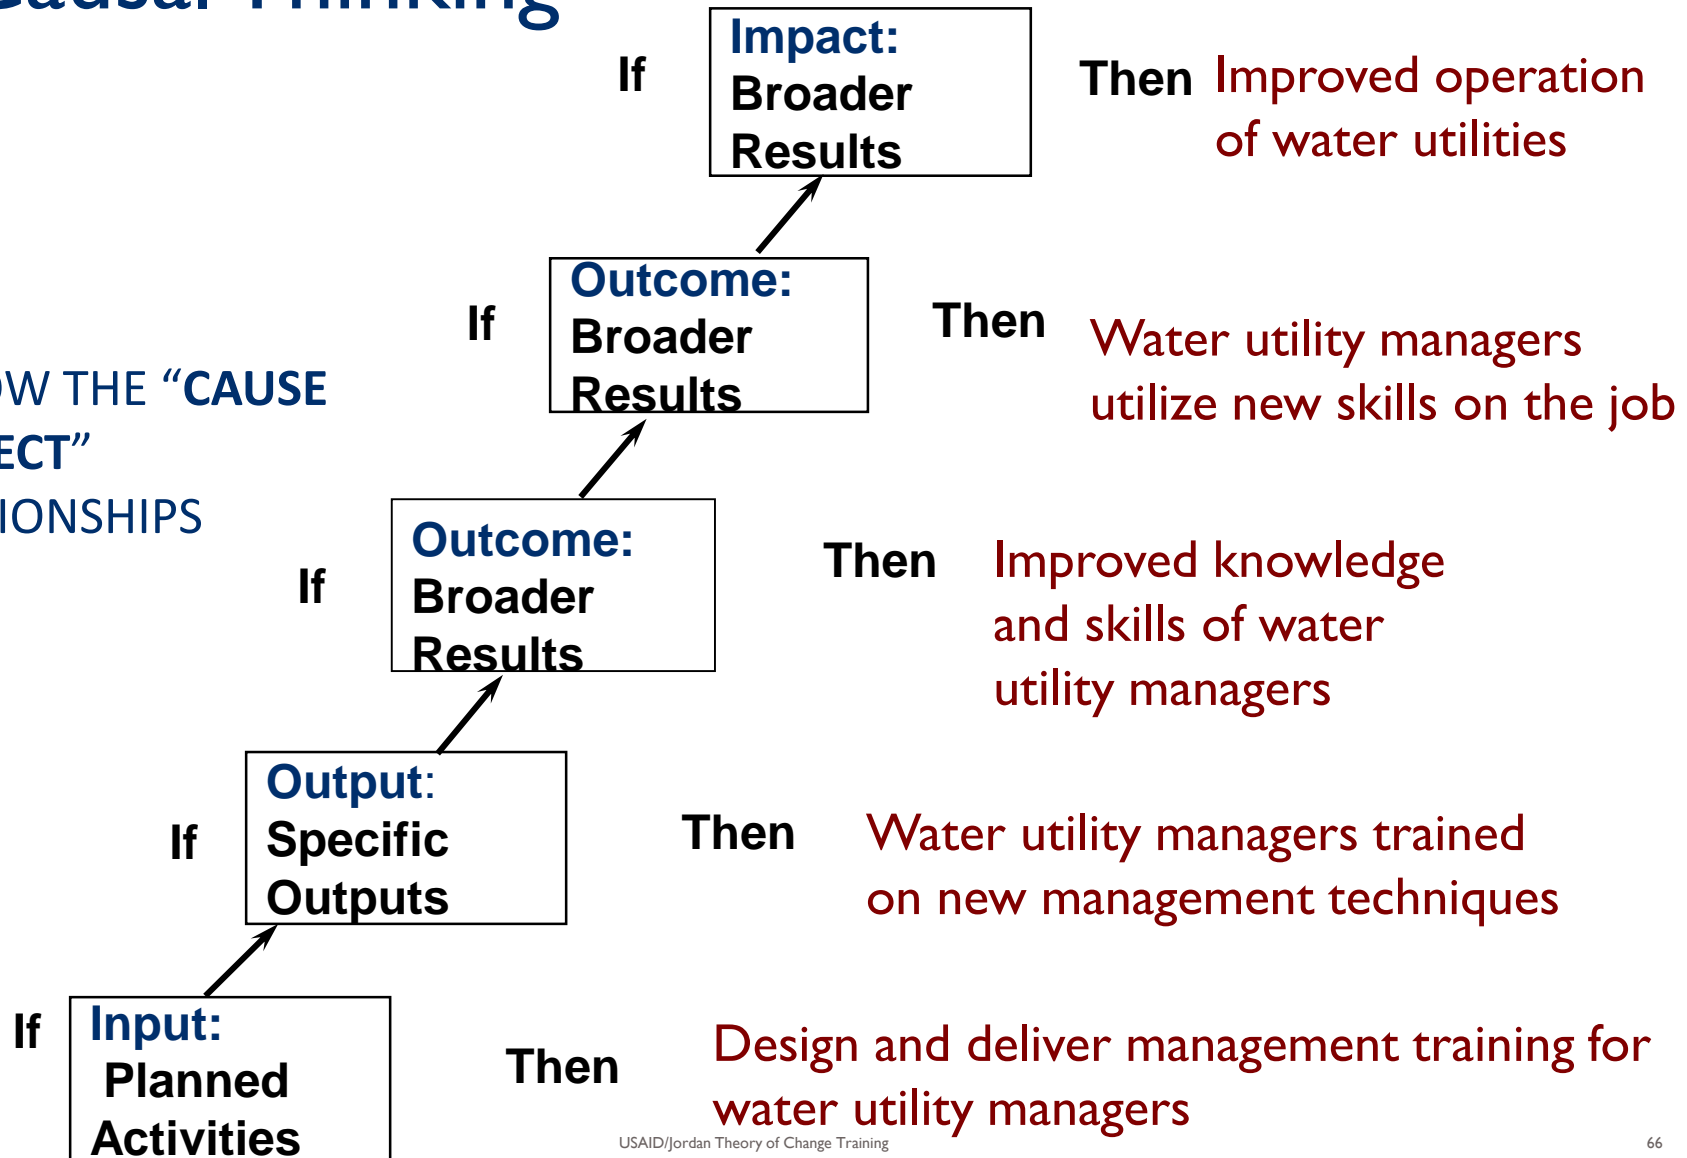 Causal Thinking
If
Impact:
Broader
Results
Then
Improved operation
of water utilities
If
Outcome:
Broader
Results
Then
Water utility managers
utilize new skills on the job
OW THE “CAUSE
ECT”
IONSHIPS
If
Outcome:
Broader
Results
Then
Improved knowledge
and skills of water
utility managers
If
Output:
Specific
Outputs
Then
Water utility managers trained
on new management techniques
If
Input:
Planned
Activities
Then
Design and deliver management training for
water utility managers
USAID/Jordan Theory of Change Training
66